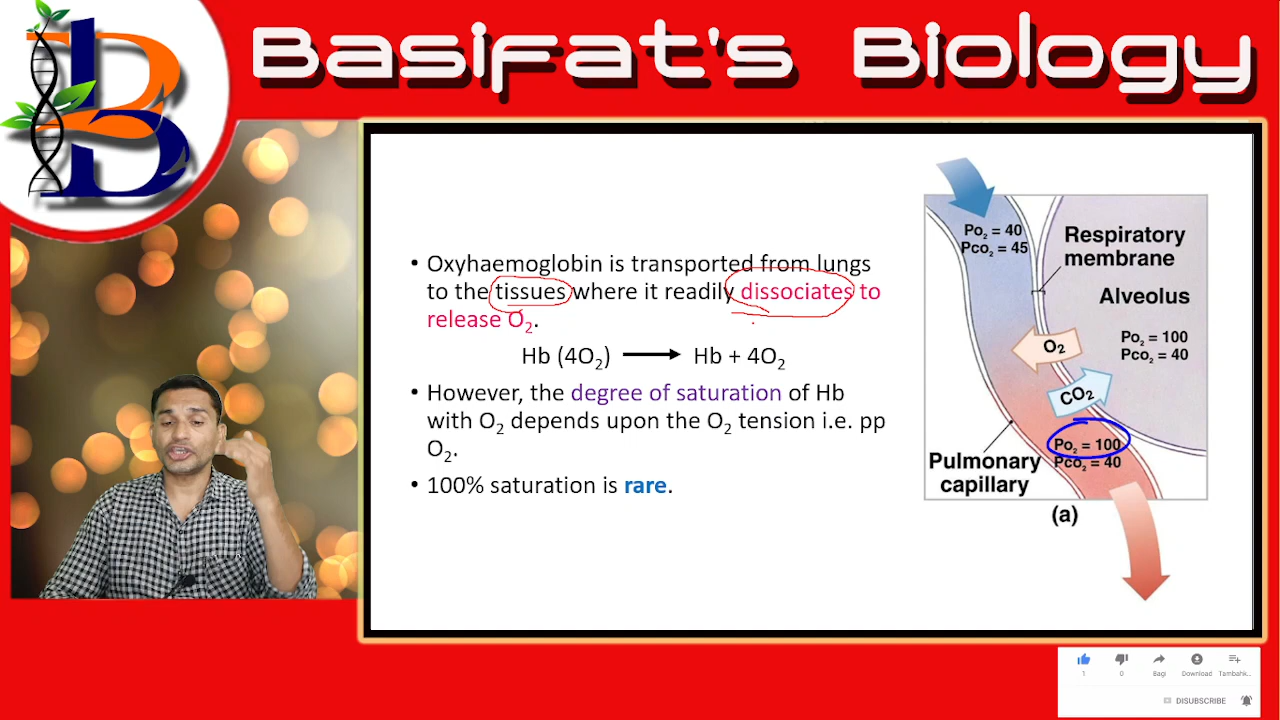 Basifat's Biology
• Oxyhaemoglobin is transported from lungs
to the tissues where it readily dissociates to
release O₂.
Hb (4O₂) ⟶ Hb + 4O₂
• However, the degree of saturation of Hb
with O₂ depends upon the O₂ tension i.e. pp
O₂.
• 100% saturation is rare.
Po₂ = 40
Pco₂ = 45
Respiratory
membrane
Alveolus
Po₂ = 100
Pco₂ = 40
O₂
CO₂
Po₂ = 100
Pco₂ = 40
Pulmonary
capillary
(a)
1
0
Bagi
Download
Tambahk...
DISUBSCRIBE